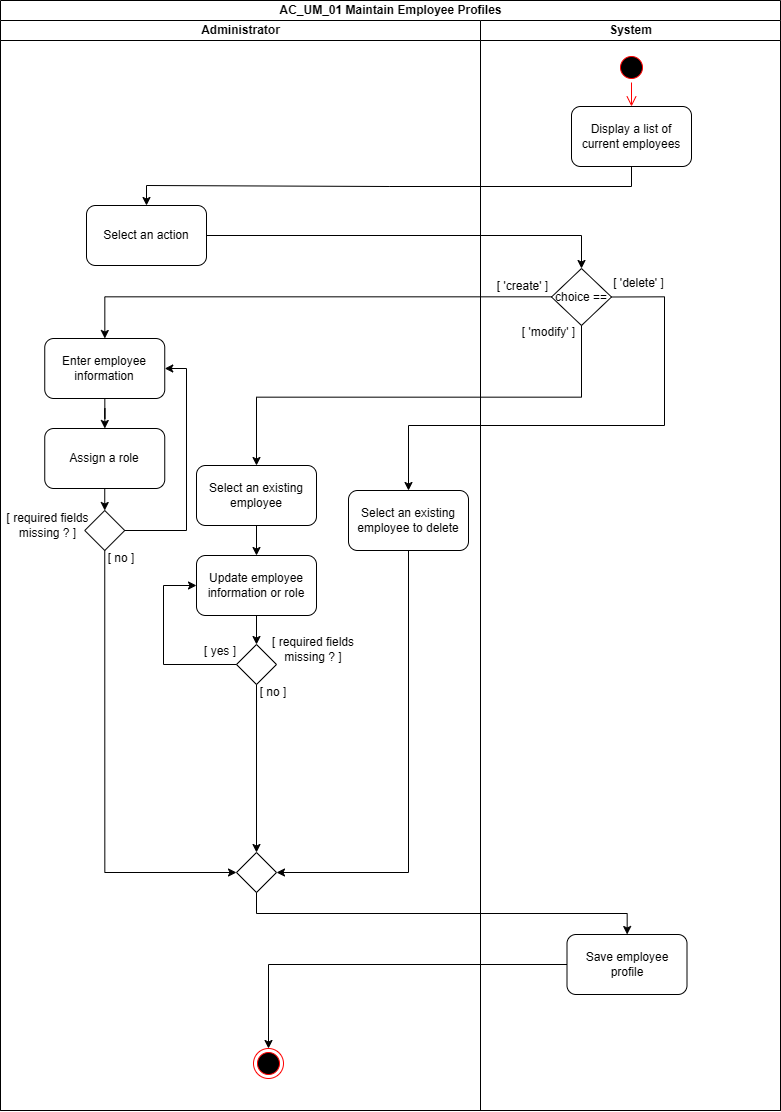 AC_UM_01 Maintain Employee Profiles
Administrator
System
Display a list of
current employees
Select an action
[ 'create' ]
[ 'delete' ]
choice ==
[ 'modify' ]
Enter employee
information
Assign a role
[ required fields
missing ? ]
[ no ]
Select an existing
employee
Select an existing
employee to delete
Update employee
information or role
[ yes ]
[ required fields
missing ? ]
[ no ]
Save employee
profile